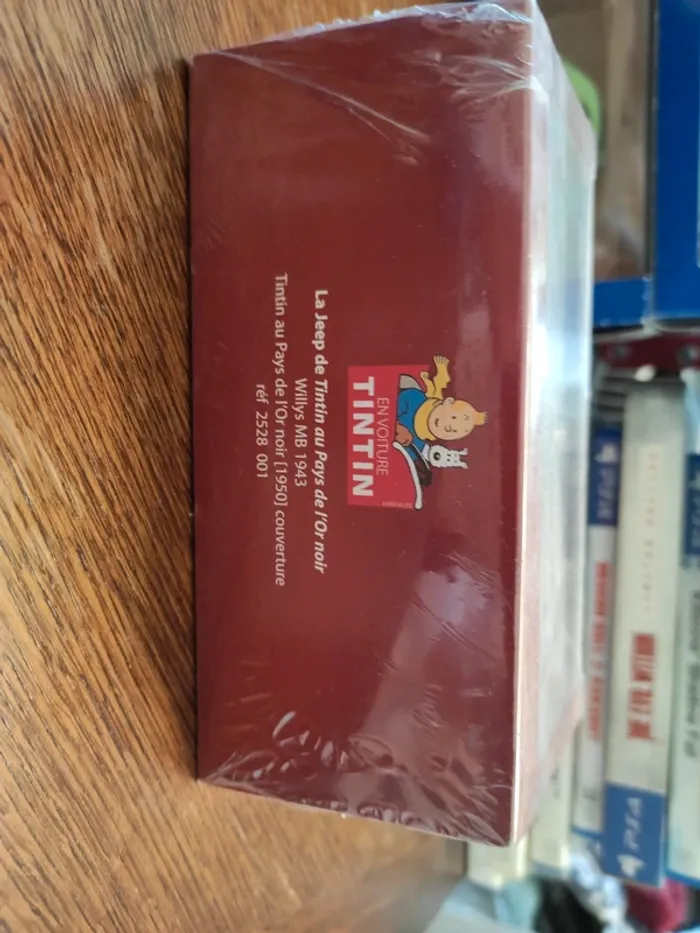 EN VOITURE
TINTIN
La Jeep de Tintin au Pays de l'Or noir
Willys MB 1943
Tintin au Pays de l'Or noir [1950] couverture
réf 2528 001